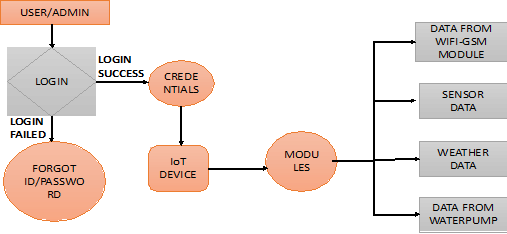 USER/ADMIN
LOGIN
LOGIN
SUCCESS
LOGIN
FAILED
FORGOT
ID/PASSWO
RD
CREDE
NTIALS
IoT
DEVICE
MODU
LES
DATA FROM
WIFI-GSM
MODULE
SENSOR
DATA
WEATHER
DATA
DATA FROM
WATERPUMP